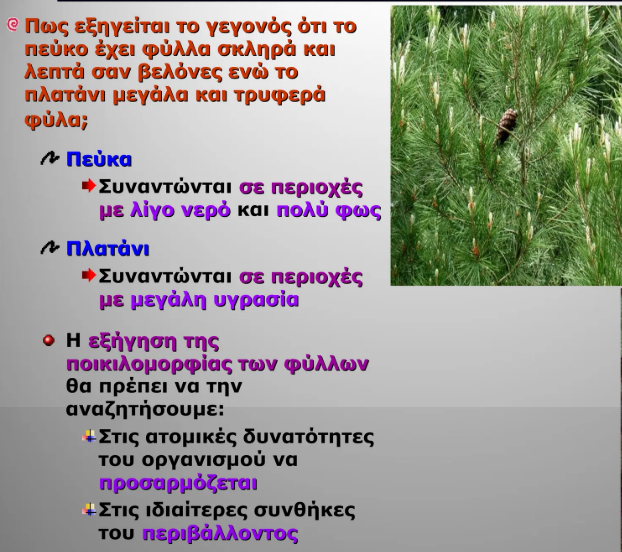 Πως εξηγείται το γεγονός ότι το
πεύκο έχει φύλλα σκληρά και
λεπτά σαν βελόνες ενώ το
πλατάνι μεγάλα και τρυφερά
φύλα;
Πεύκα
Συναντώνται σε περιοχές
με λίγο νερό και πολύ φως
Πλατάνι
Συναντώνται σε περιοχές
με μεγάλη υγρασία
Η εξήγηση της
ποικιλομορφίας των φύλλων
θα πρέπει να την
αναζητήσουμε:
Στις ατομικές δυνατότητες
του οργανισμού να
προσαρμόζεται
Στις ιδιαίτερες συνθήκες
του περιβάλλοντος